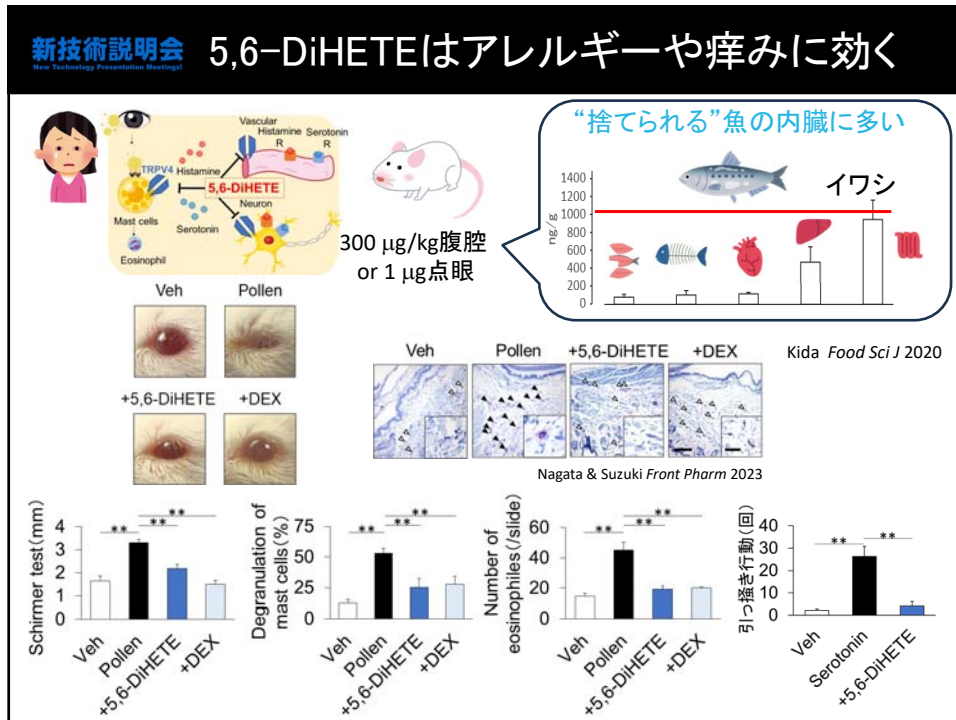 新技術説明会
New Technology Presentation Meetings!
5,6-DiHETEはアレルギーや痒みに効く
Vascular
Histamine Serotonin
R R
TRPV4
Histamine
5,6-DiHETE
Neuron
Mast cells
Serotonin
Eosinophil
300 μg/kg腹腔
or 1 μg点眼
“捨てられる”魚の内臓に多い
イワシ
ng/g
1400
1200
1000
800
600
400
200
0
Kida Food Sci J 2020
Veh
Pollen
+5,6-DiHETE
+DEX
Veh
Pollen
+5,6-DiHETE
+DEX
Nagata & Suzuki Front Pharm 2023
Schirmer test(mm)
4
3
2
1
0
**
**
**
Veh
Pollen
+5,6-DiHETE
+DEX
Degranulation of
mast cells(%)
75
50
25
0
**
**
**
Veh
Pollen
+5,6-DiHETE
+DEX
Number of
eosinophiles(/slide)
60
40
20
0
**
**
**
Veh
Pollen
+5,6-DiHETE
+DEX
引っ掻き行動(回)
40
30
20
10
0
**
**
Veh
Serotonin
+5,6-DiHETE